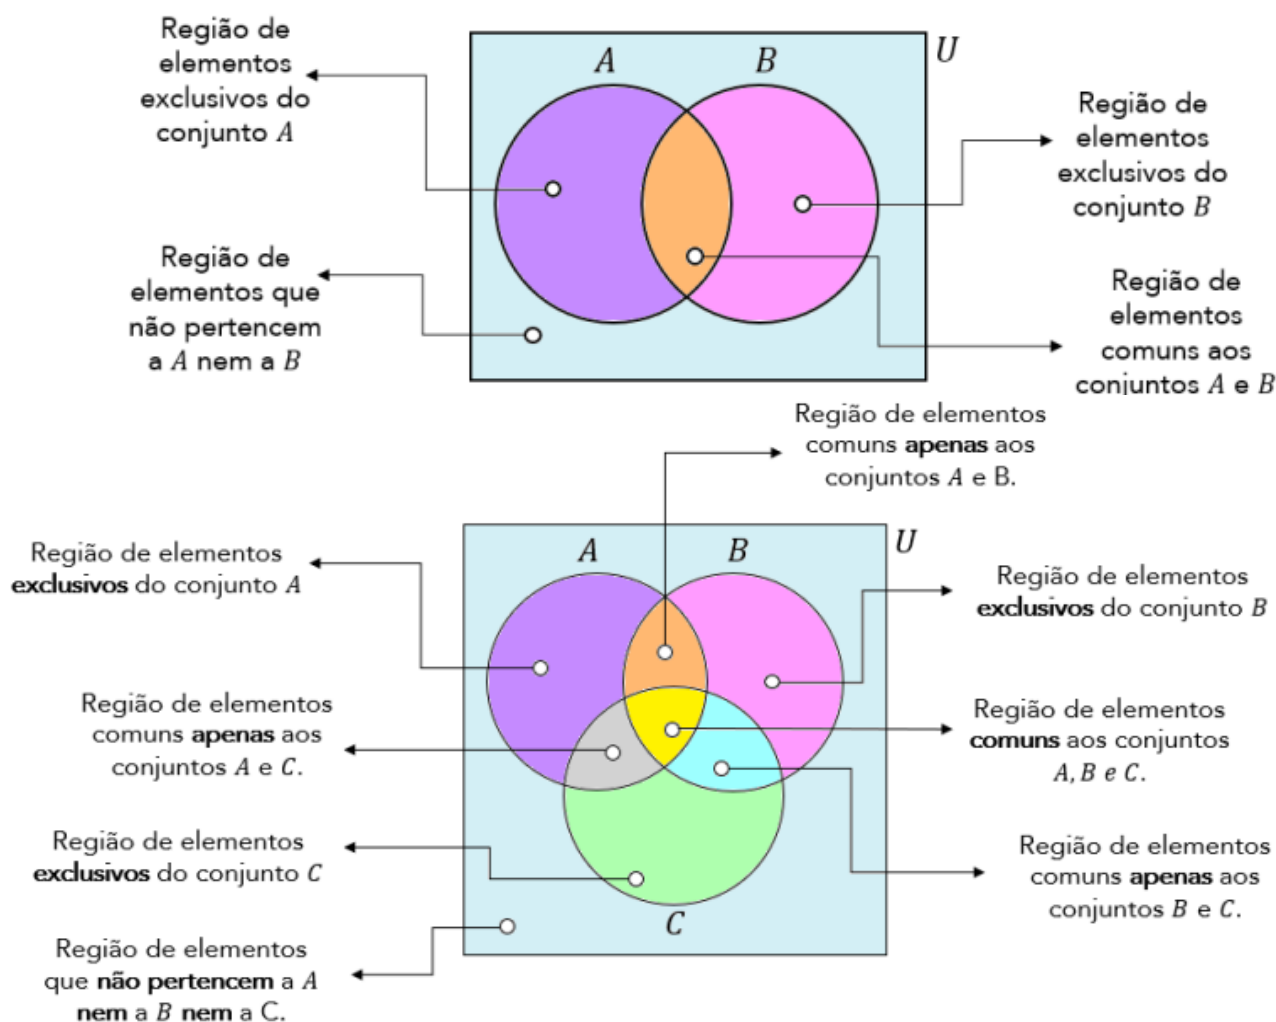 Região de
elementos
exclusivos do
conjunto A
A
B
U
Região de
elementos
exclusivos do
conjunto B
Região de
elementos que
não pertencem
a A nem a B
Região de
elementos
comuns aos
conjuntos A e B
Região de elementos
comuns apenas aos
conjuntos A e B.
A
B
U
Região de elementos
exclusivos do conjunto A
Região de elementos
exclusivos do conjunto B
Região de elementos
comuns apenas aos
conjuntos A e C.
Região de elementos
comuns aos conjuntos
A, B e C.
Região de elementos
exclusivos do conjunto C
Região de elementos
comuns apenas aos
conjuntos B e C.
C
Região de elementos
que não pertencem a A
nem a B nem a C.